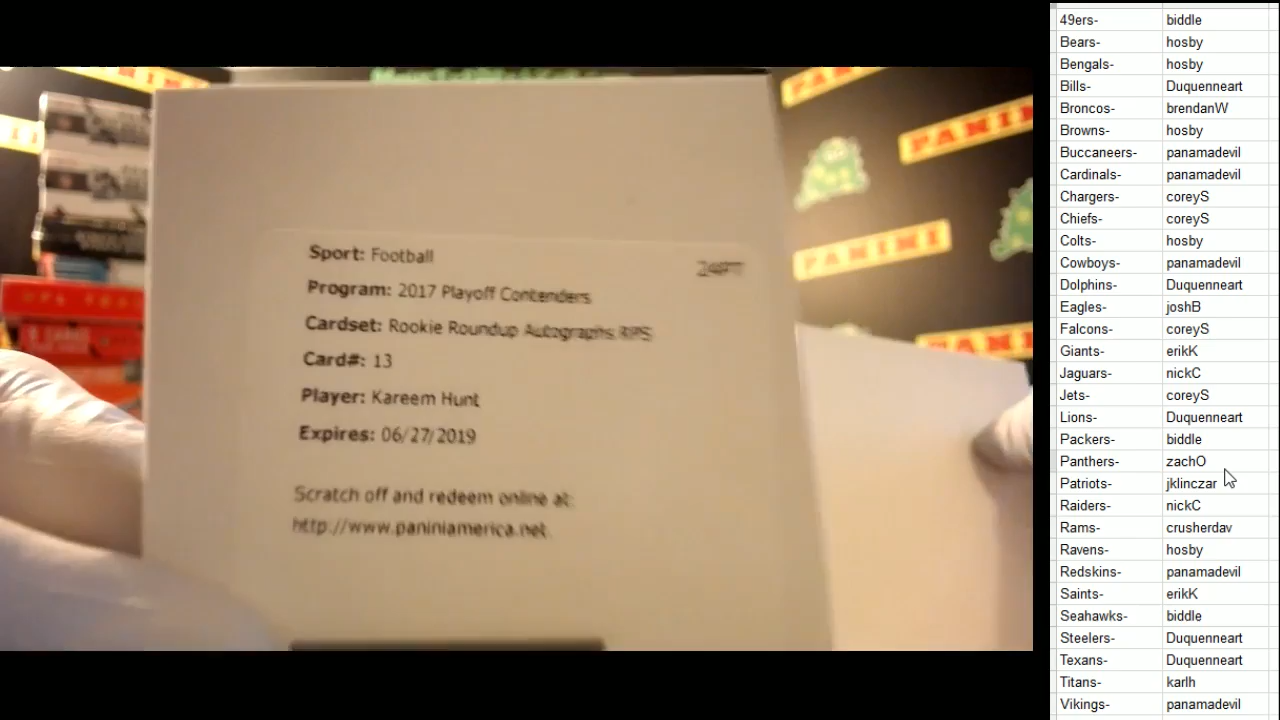 PANINI
PANINI
PANINI
Sport: Football
24PT
Program: 2017 Playoff Contenders
Cardset: Rookie Roundup Autographs RPS
Card#: 13
Player: Kareem Hunt
Expires: 06/27/2019
Scratch off and redeem online at:
http://www.paniniamerica.net.
49ers- biddle
Bears- hosby
Bengals- hosby
Bills- Duquenneart
Broncos- brendanW
Browns- hosby
Buccaneers- panamadevil
Cardinals- panamadevil
Chargers- coreyS
Chiefs- coreyS
Colts- hosby
Cowboys- panamadevil
Dolphins- Duquenneart
Eagles- joshB
Falcons- coreyS
Giants- erikK
Jaguars- nickC
Jets- coreyS
Lions- Duquenneart
Packers- biddle
Panthers- zachO
Patriots- jklinczar
Raiders- nickC
Rams- crusherdav
Ravens- hosby
Redskins- panamadevil
Saints- erikK
Seahawks- biddle
Steelers- Duquenneart
Texans- Duquenneart
Titans- karlh
Vikings- panamadevil